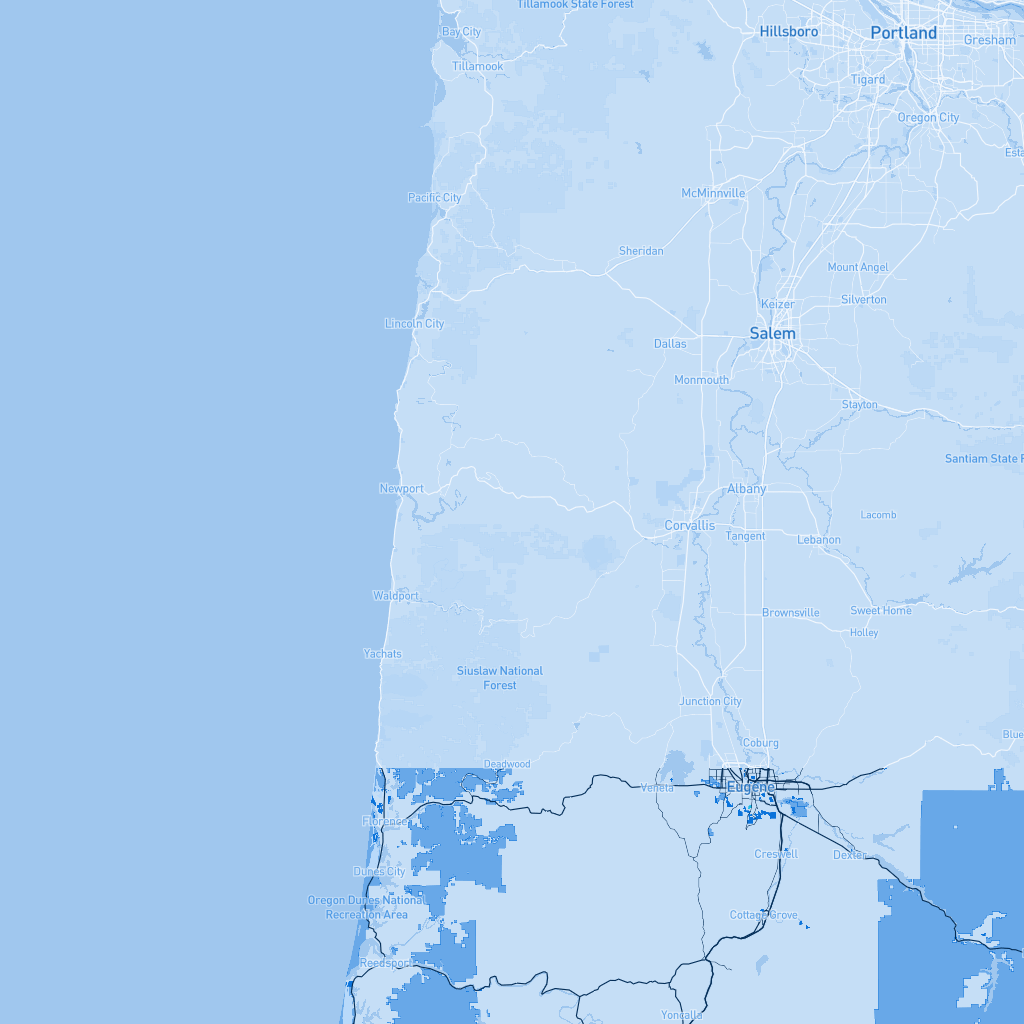 Tillamook State Forest
Bay City
Hillsboro
Portland
Gresham
Tillamook
Tigard
Oregon City
Esta
Pacific City
McMinnville
Sheridan
Mount Angel
Keizer
Silverton
Lincoln City
Salem
Dallas
Monmouth
Stayton
Santiam State F
Newport
Albany
Lacomb
Corvallis
Tangent
Lebanon
Waldport
Brownsville
Sweet Home
Holley
Yachats
Siuslaw National
Forest
Junction City
Blue
Coburg
Deadwood
Veneta
Eugene
Florence
Creswell
Dexter
Dunes City
Oregon Dunes National
Recreation Area
Cottage Grove
Reedsport
Yoncalla